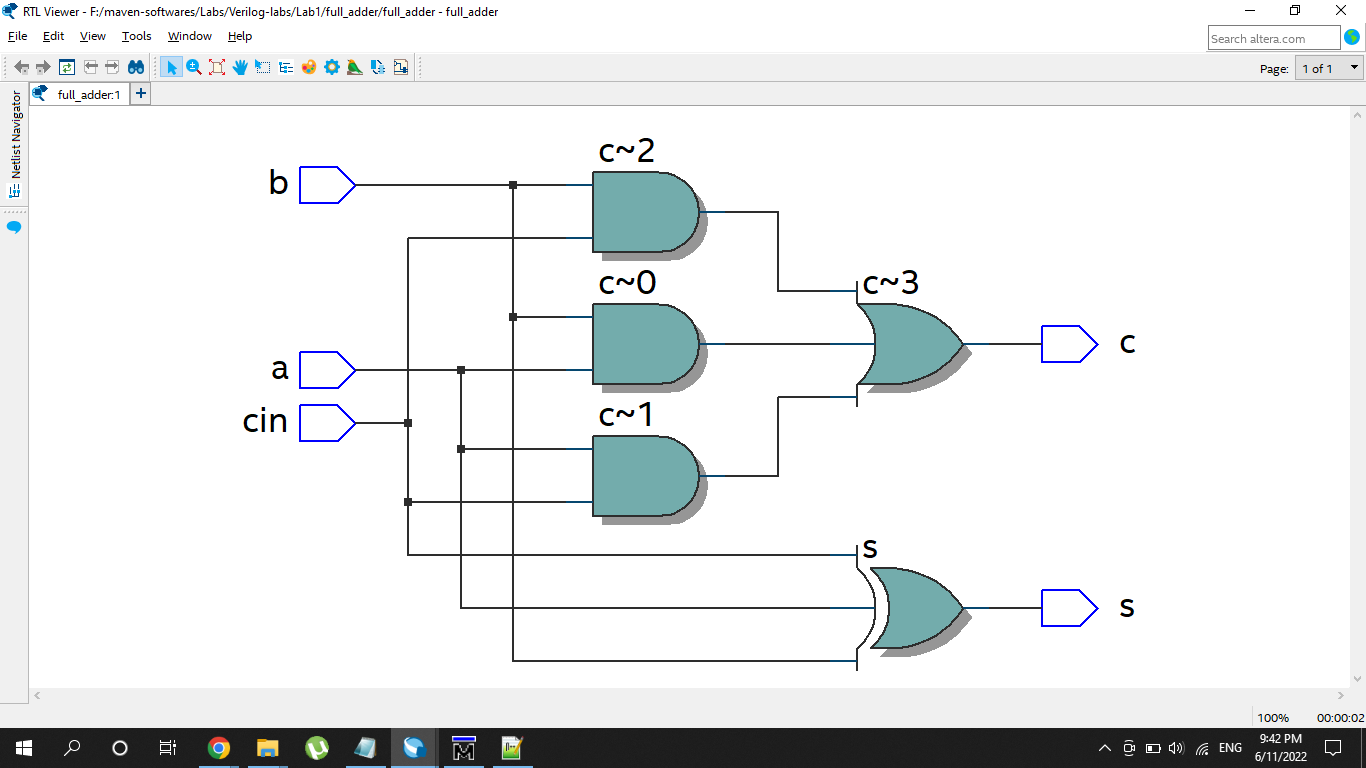 RTL Viewer - F:/maven-softwares/Labs/Verilog-labs/Lab1/full_adder/full_adder - full_adder
File Edit View Tools Window Help
Search altera.com
Page: 1 of 1
full_adder:1 +
Netlist Navigator
c~2
b
c~0
c~3
c
a
c~1
cin
s
s
100% 00:00:02
ENG
9:42 PM
6/11/2022